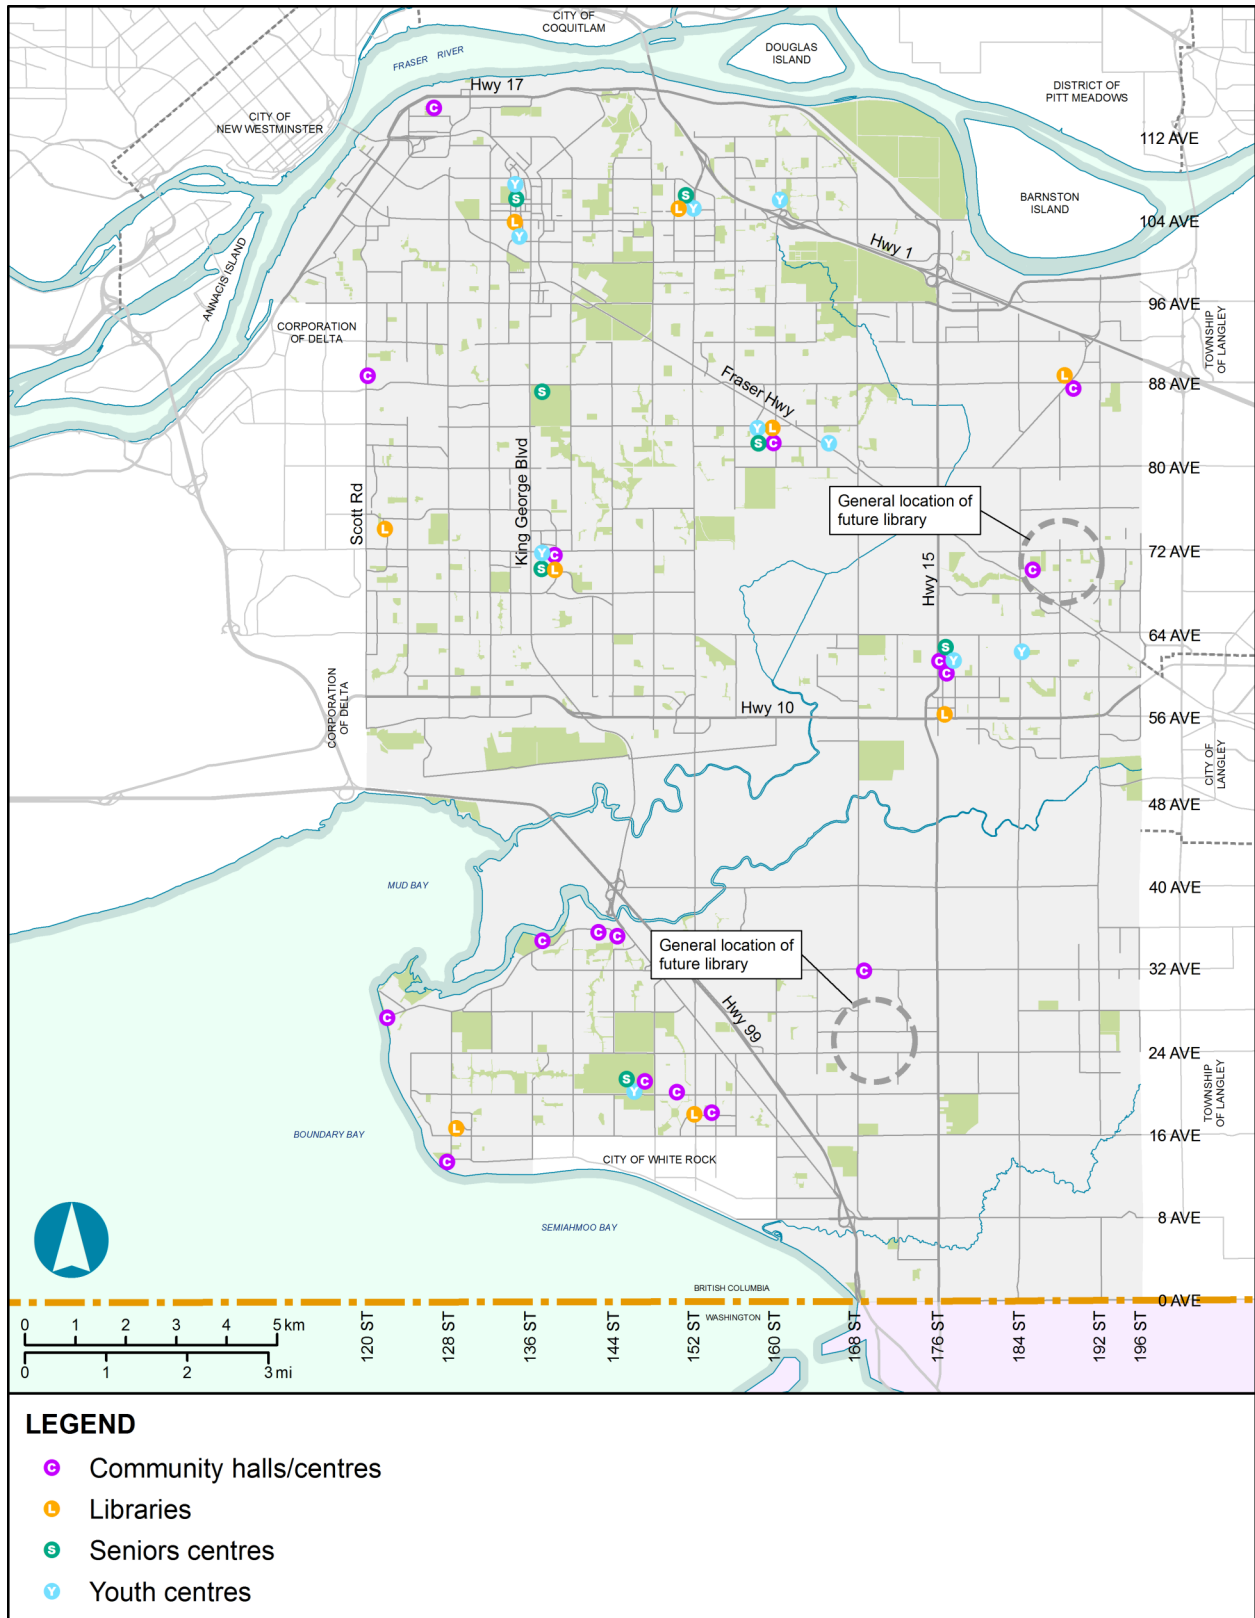 CITY OF
COQUITLAM
FRASER RIVER
DOUGLAS
ISLAND
Hwy 17
DISTRICT OF
PITT MEADOWS
C
CITY OF
NEW WESTMINSTER
112 AVE
Y
S
S
L
Y
Y
BARNSTON
ISLAND
L
Y
104 AVE
Hwy 1
ANNACIS ISLAND
96 AVE
CORPORATION
OF DELTA
TOWNSHIP
OF LANGLEY
C
L
C
88 AVE
S
Fraser Hwy
Y
L
S
C
Y
King George Blvd
80 AVE
Scott Rd
General location of
future library
L
Y
C
S
L
72 AVE
C
Hwy 15
64 AVE
S
C
Y
C
Y
CORPORATION
OF DELTA
Hwy 10
L
56 AVE
CITY OF
LANGLEY
48 AVE
MUD BAY
40 AVE
C
C
C
General location of
future library
C
32 AVE
C
Hwy 99
24 AVE
S
C
Y
C
L
C
TOWNSHIP
OF LANGLEY
L
BOUNDARY BAY
16 AVE
C
CITY OF WHITE ROCK
SEMIAHMOO BAY
8 AVE
BRITISH COLUMBIA
0 AVE
WASHINGTON
0 1 2 3 4 5 km
0 1 2 3 mi
120 ST
128 ST
136 ST
144 ST
152 ST
160 ST
168 ST
176 ST
184 ST
192 ST
196 ST
LEGEND
C Community halls/centres
L Libraries
S Seniors centres
Y Youth centres